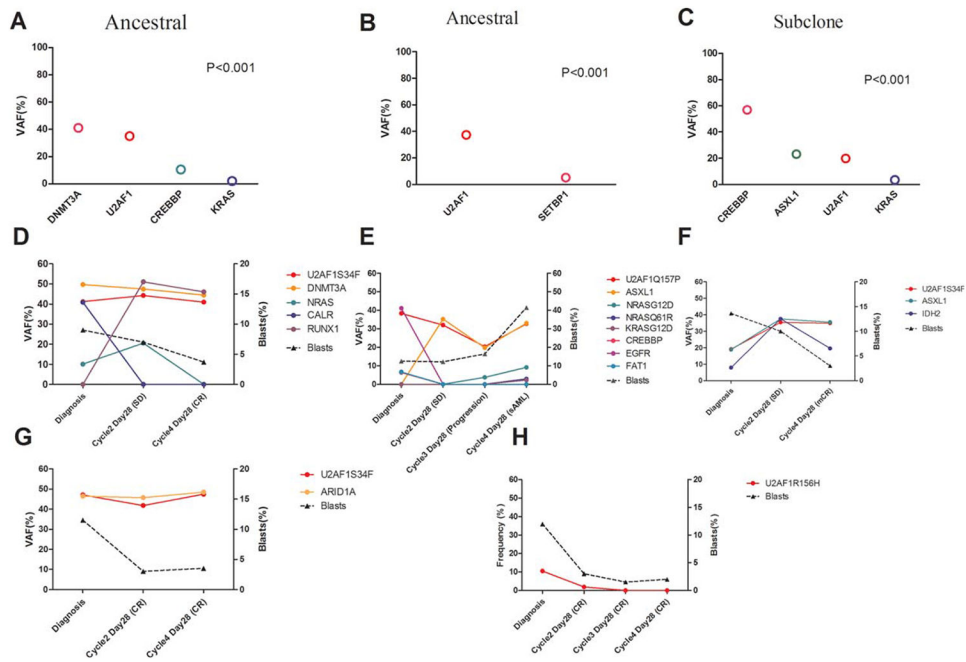 A
Ancestral
P<0.001
VAF(%)
100
80
60
40
20
0
DNMT3A
U2AF1
CREBBP
KRAS
B
Ancestral
P<0.001
VAF(%)
100
80
60
40
20
0
U2AF1
SETBP1
C
Subclone
P<0.001
VAF(%)
100
80
60
40
20
0
CREBBP
ASXL1
U2AF1
KRAS
D
VAF(%)
60
50
40
30
20
10
0
Blasts(%)
20
15
10
5
0
Diagnosis
Cycle2 Day28 (SD)
Cycle4 Day28 (CR)
U2AF1S34F
DNMT3A
NRAS
CALR
RUNX1
Blasts
E
VAF(%)
60
50
40
30
20
10
0
Blasts(%)
60
50
40
30
20
10
0
Diagnosis
Cycle2 Day28 (SD)
Cycle3 Day28 (Progression)
Cycle4 Day28 (sAML)
U2AF1Q157P
ASXL1
NRASG12D
NRASQ61R
KRASG12D
CREBBP
EGFR
FAT1
Blasts
F
VAF(%)
60
50
40
30
20
10
0
Blasts(%)
20
15
10
5
0
Diagnosis
Cycle2 Day28 (SD)
Cycle4 Day28 (mCR)
U2AF1S34F
ASXL1
IDH2
Blasts
G
VAF(%)
60
50
40
30
20
10
0
Blasts(%)
20
15
10
5
0
Diagnosis
Cycle2 Day28 (CR)
Cycle4 Day28 (CR)
U2AF1S34F
ARID1A
Blasts
H
Frequency (%)
60
50
40
30
20
10
0
Blasts(%)
20
15
10
5
0
Diagnosis
Cycle2 Day28 (CR)
Cycle3 Day28 (CR)
Cycle4 Day28 (CR)
U2AF1R156H
Blasts